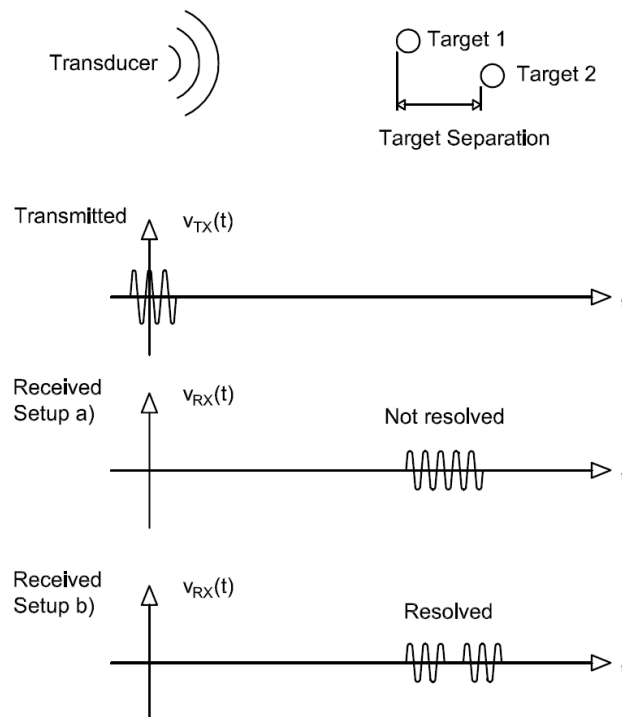 Target 1
Transducer
Target 2
Target Separation
Transmitted
vTX(t)
Received
Setup a)
vRX(t)
Not resolved
Received
Setup b)
vRX(t)
Resolved